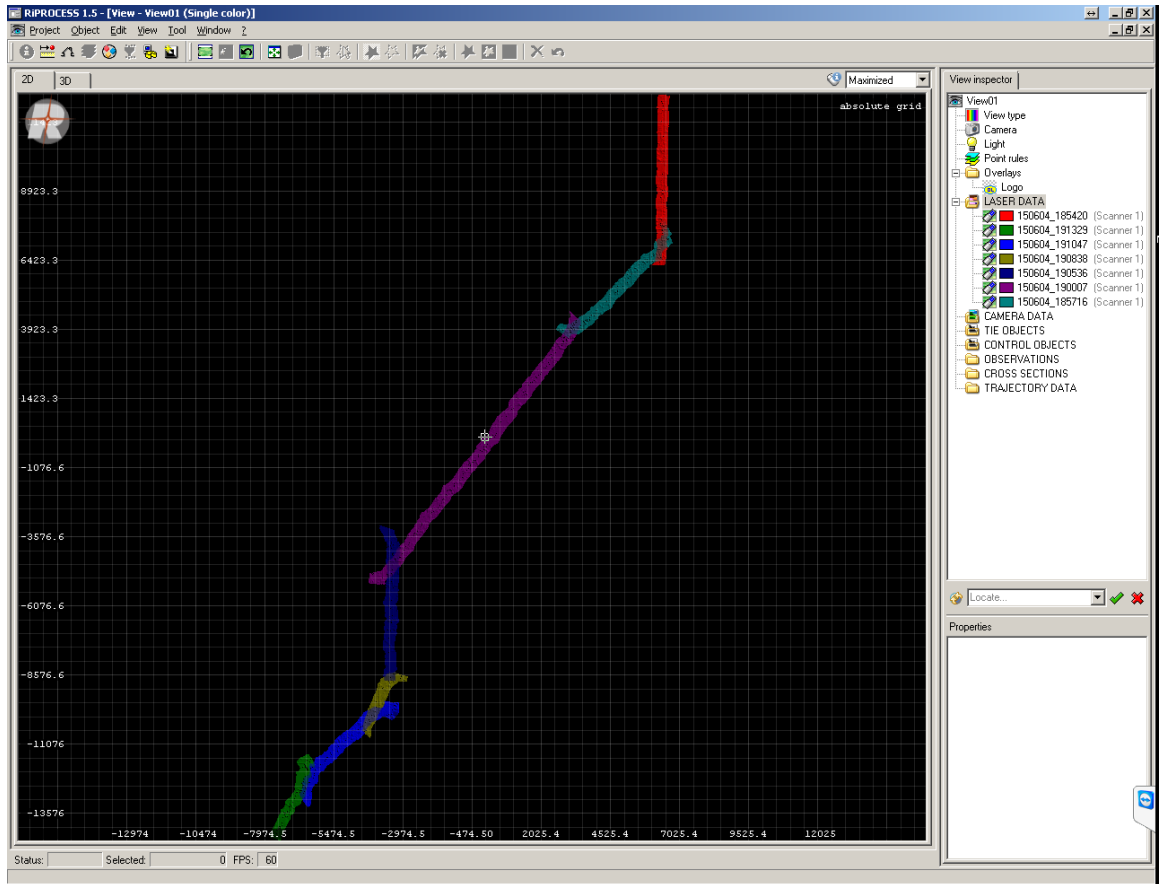 RiPROCESS 1.5 - [View - View01 (Single color)]
Project Object Edit View Tool Window ?
2D 3D
Maximized
absolute grid
8923.3
6423.3
3923.3
1423.3
-1076.6
-3576.6
-6076.6
-8576.6
-11076
-13576
-12974 -10474 -7974.5 -5474.5 -2974.5 -474.50 2025.4 4525.4 7025.4 9525.4 12025
Status: Selected: 0 FPS: 60
View inspector
View01
View type
Camera
Light
Point rules
Overlays
Logo
LASER DATA
150604_185420 (Scanner 1)
150604_191329 (Scanner 1)
150604_191047 (Scanner 1)
150604_190838 (Scanner 1)
150604_190536 (Scanner 1)
150604_190007 (Scanner 1)
150604_185716 (Scanner 1)
CAMERA DATA
TIE OBJECTS
CONTROL OBJECTS
OBSERVATIONS
CROSS SECTIONS
TRAJECTORY DATA
Locate...
Properties